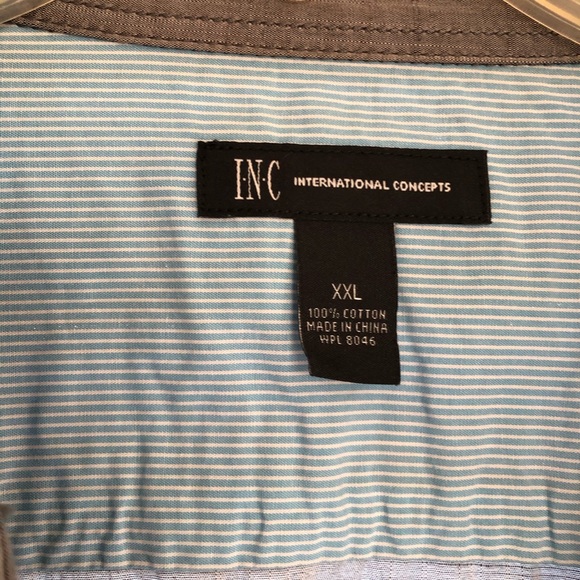 I·N·C INTERNATIONAL CONCEPTS
XXL
100% COTTON
MADE IN CHINA
WPL 8046